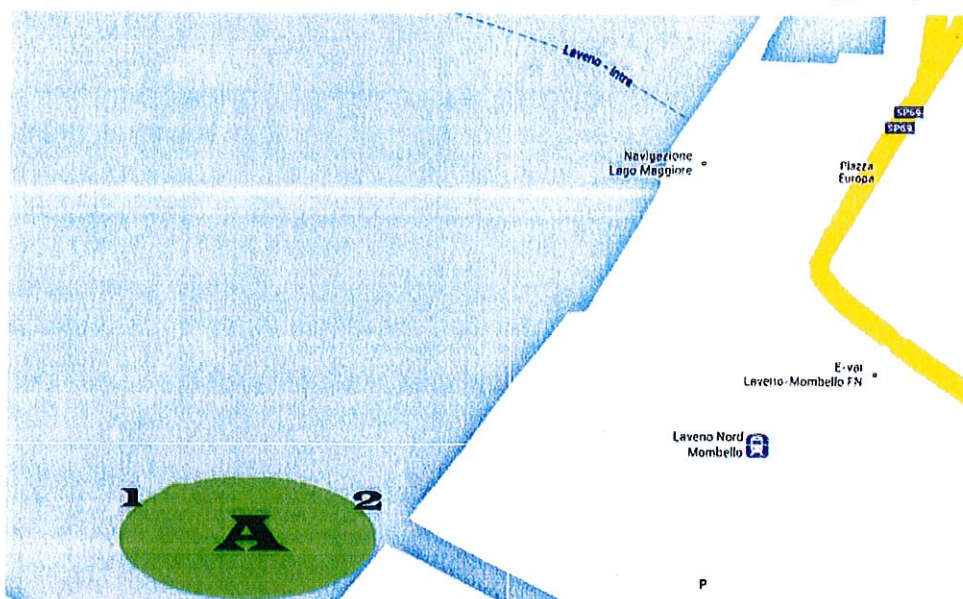 Laveno - Intra
SP69
SP69
Navigazione
Lago Maggiore
Piazza
Europa
E-vai
Laveno-Mombello FN
Laveno Nord
Mombello
1
2
A
P